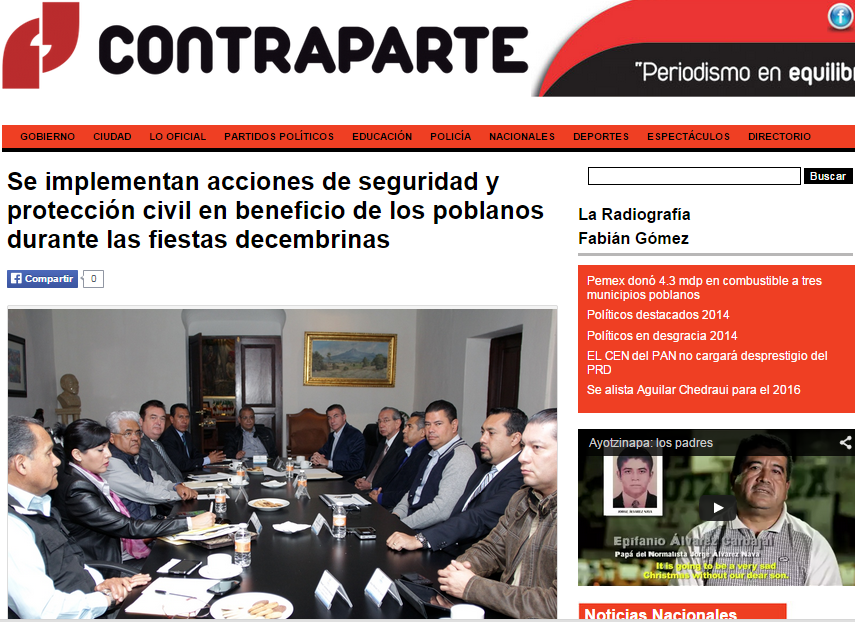 CONTRAPARTE
"Periodismo en equilibr
GOBIERNO CIUDAD LO OFICIAL PARTIDOS POLÍTICOS EDUCACIÓN POLICÍA NACIONALES DEPORTES ESPECTÁCULOS DIRECTORIO
Se implementan acciones de seguridad y
protección civil en beneficio de los poblanos
durante las fiestas decembrinas
Compartir 0
Buscar
La Radiografía
Fabián Gómez
Pemex donó 4.3 mdp en combustible a tres
municipios poblanos
Políticos destacados 2014
Políticos en desgracia 2014
EL CEN del PAN no cargará desprestigio del
PRD
Se alista Aguilar Chedraui para el 2016
Ayotzinapa: los padres
JORGE ÁLVAREZ NAVA
Epifanio Álvarez Carbajal
Papá del Normalista Jorge Álvarez Nava
It is going to be a very sad
Christmas without our dear son.
Noticias Nacionales